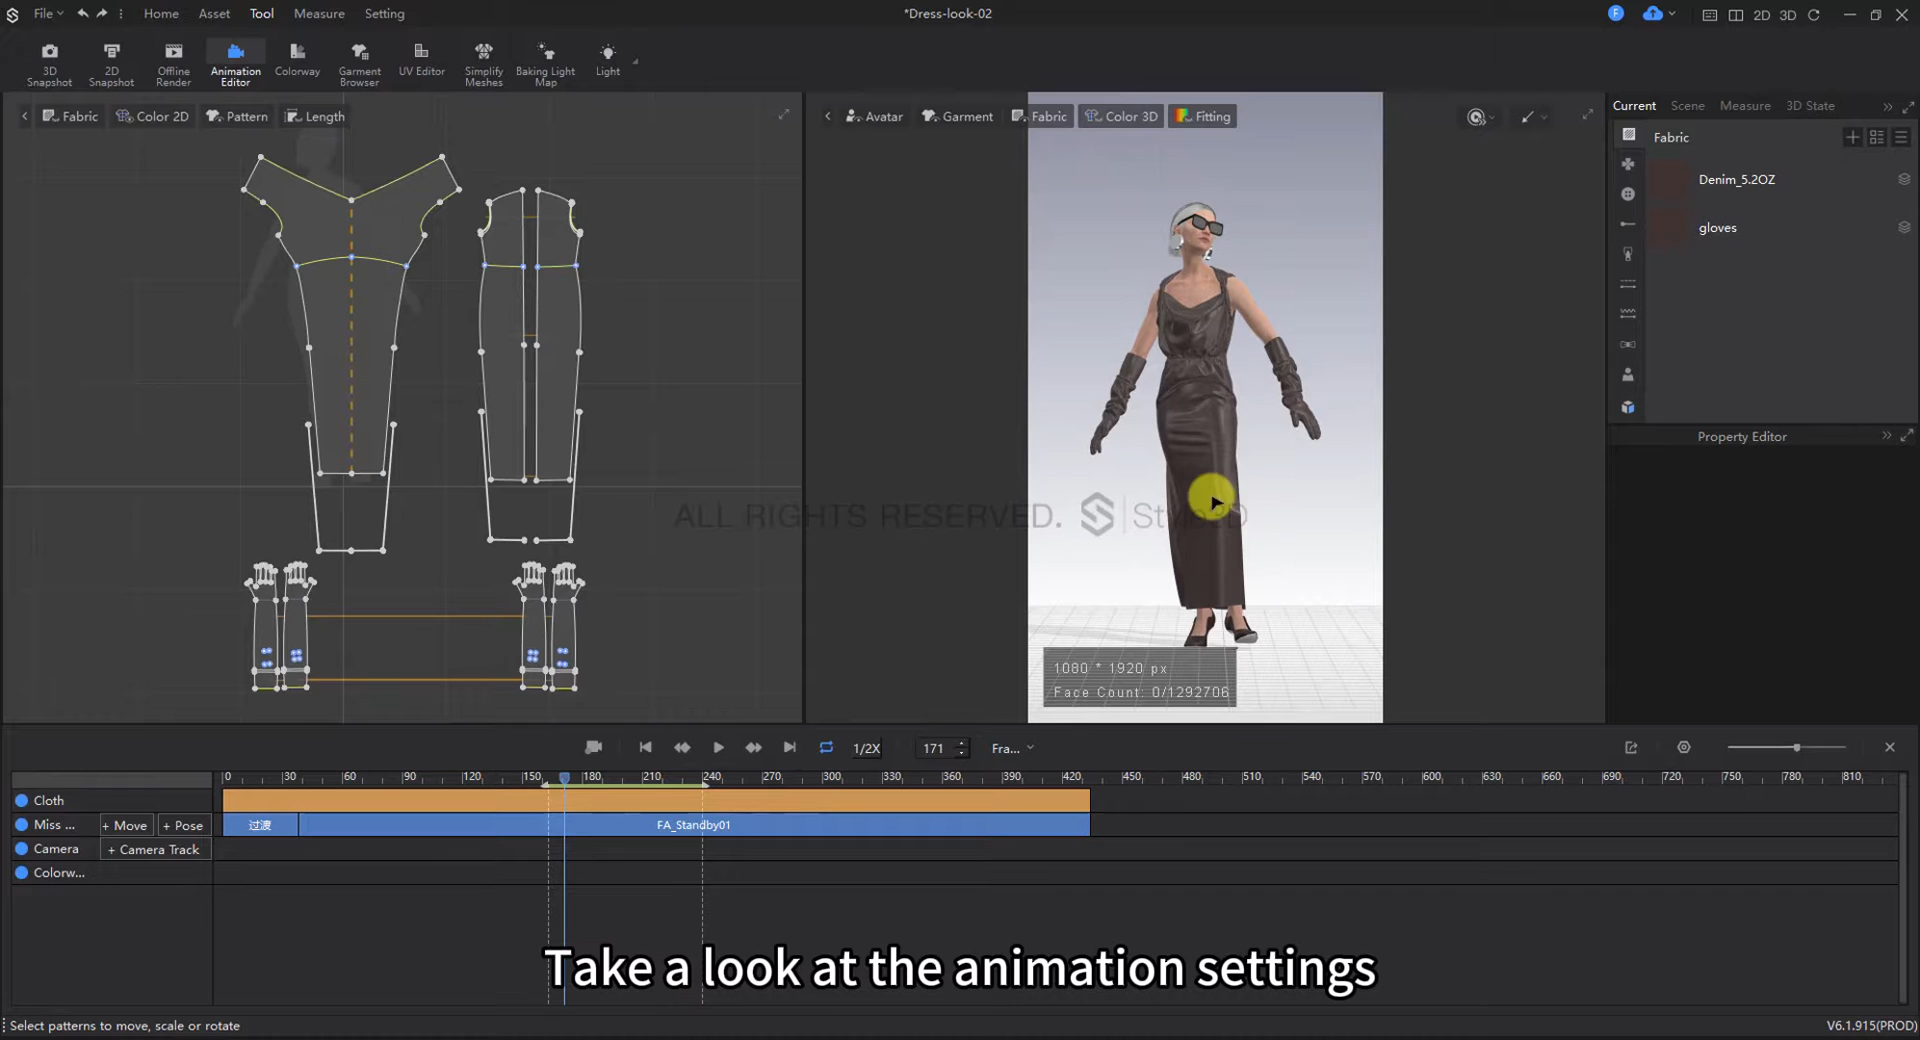 File
Home
Asset
Tool
Measure
Setting
*Dress-look-02
F
2D
3D
3D Snapshot
2D Snapshot
Offline Render
Animation Editor
Colorway
Garment Browser
UV Editor
Simplify Meshes
Baking Light Map
Light
Fabric
Color 2D
Pattern
Length
Avatar
Garment
Fabric
Color 3D
Fitting
Current
Scene
Measure
3D State
Fabric
Denim_5.2OZ
gloves
Property Editor
ALL RIGHTS RESERVED.
1080 * 1920 px
Face Count: 0/1292706
1/2X
171
Fra...
0 30 60 90 120 150 180 210 240 270 300 330 360 390 420 450 480 510 540 570 600 630 660 690 720 750 780 810
Cloth
Miss ...
+ Move
+ Pose
过渡
FA_Standby01
Camera
+ Camera Track
Colorw...
Take a look at the animation settings
Select patterns to move, scale or rotate
V6.1.915(PROD)